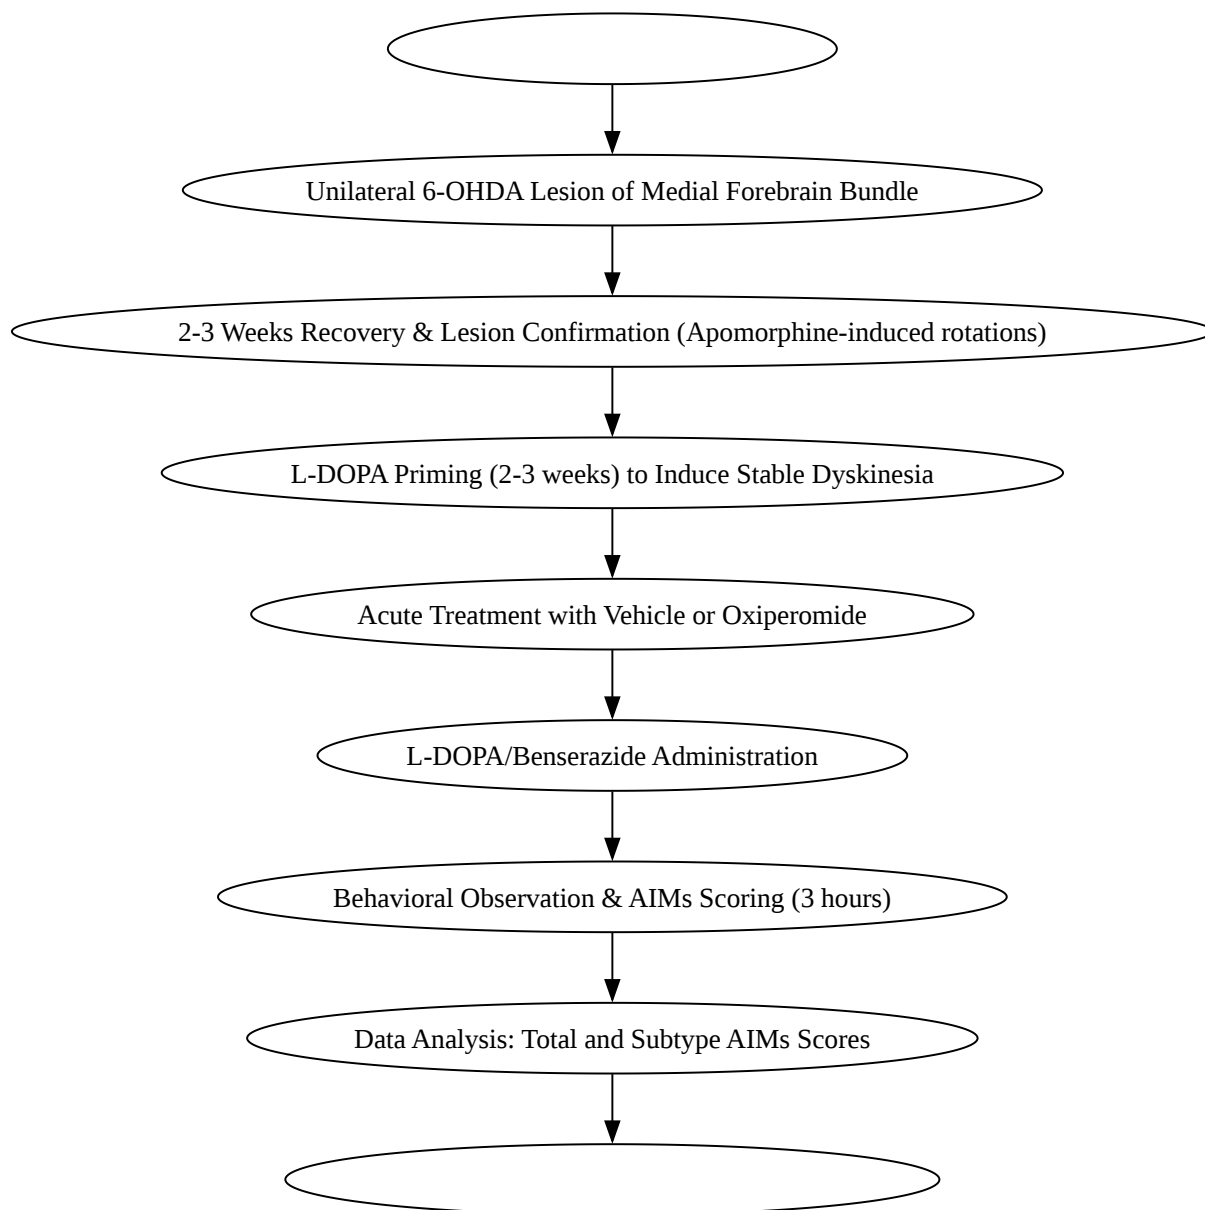 Unilateral 6-OHDA Lesion of Medial Forebrain Bundle
2-3 Weeks Recovery & Lesion Confirmation (Apomorphine-induced rotations)
L-DOPA Priming (2-3 weeks) to Induce Stable Dyskinesia
Acute Treatment with Vehicle or Oxiperomide
L-DOPA/Benserazide Administration
Behavioral Observation & AIMs Scoring (3 hours)
Data Analysis: Total and Subtype AIMs Scores